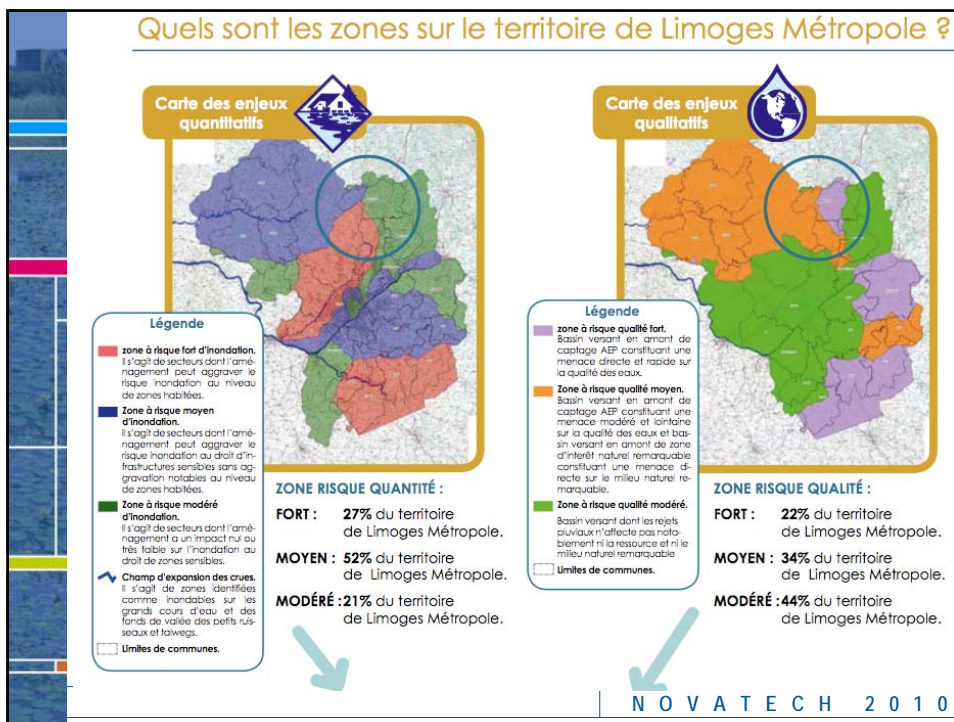 Quels sont les zones sur le territoire de Limoges Métropole ?
Carte des enjeux
quantitatifs
Légende
zone à risque fort d'inondation.
Il s'agit de secteurs dont l'amé-
nagement peut aggraver le
risque inondation au niveau
de zones habitées.
Zone à risque moyen
d'inondation.
Il s'agit de secteurs dont l'amé-
nagement peut aggraver le
risque inondation au droit d'in-
frastructures sensibles sans ag-
gravation notables au niveau
de zones habitées.
Zone à risque modéré
d'inondation.
Il s'agit de secteurs dont l'amé-
nagement a un impact nul ou
très faible sur l'inondation au
droit de zones sensibles.
Champ d'expansion des crues.
Il s'agit de zones identifiées
comme inondables sur les
grands cours d'eau et des
fonds de vallée des petits ruis-
seaux et talwegs.
Limites de communes.
ZONE RISQUE QUANTITÉ :
FORT : 27% du territoire
de Limoges Métropole.
MOYEN : 52% du territoire
de Limoges Métropole.
MODÉRÉ :21% du territoire
de Limoges Métropole.
Carte des enjeux
qualitatifs
Légende
zone à risque qualité fort.
Bassin versant en amont de
captage AEP constituant une
menace directe et rapide sur
la qualité des eaux.
Zone à risque qualité moyen.
Bassin versant en amont de
captage AEP constituant une
menace modéré et lointaine
sur la qualité des eaux et bas-
sin versant en amont de zone
d'intérêt naturel remarquable
constituant une menace di-
recte sur le milieu naturel re-
marquable.
Zone à risque qualité modéré.
Bassin versant dont les rejets
pluviaux n'affecte pas nota-
blement ni la ressource et ni le
milieu naturel remarquable
Limites de communes.
ZONE RISQUE QUALITÉ :
FORT : 22% du territoire
de Limoges Métropole.
MOYEN : 34% du territoire
de Limoges Métropole.
MODÉRÉ :44% du territoire
de Limoges Métropole.
NOVATECH 2010